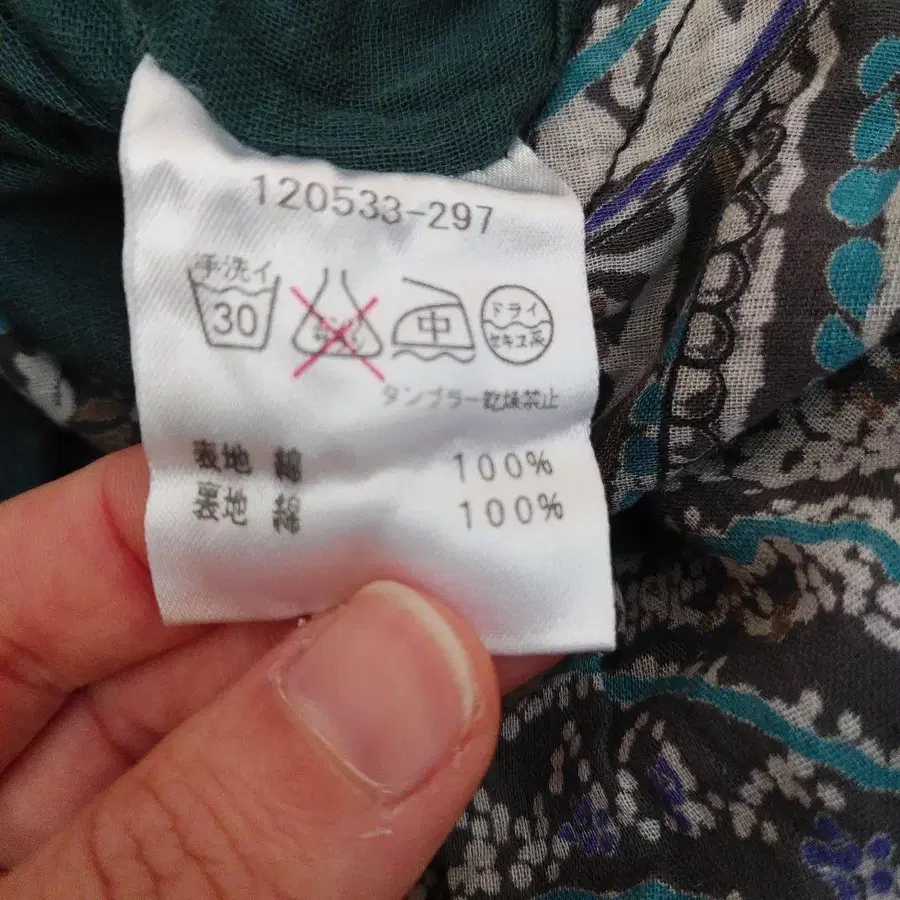 120533-297
手洗イ
30
中
ドライ
セキユ系
タンブラー乾燥禁止
表地 綿 100%
裏地 綿 100%